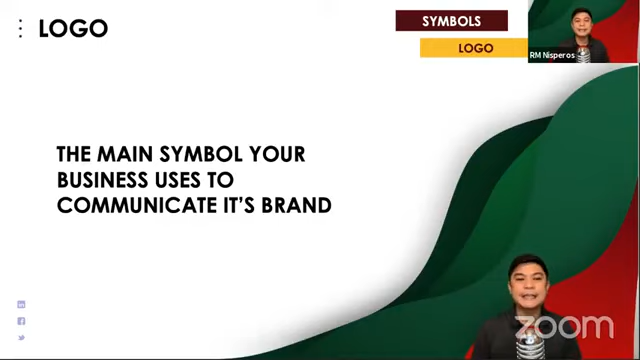 LOGO
SYMBOLS
LOGO
RM Nisperos
THE MAIN SYMBOL YOUR
BUSINESS USES TO
COMMUNICATE IT'S BRAND
zoom